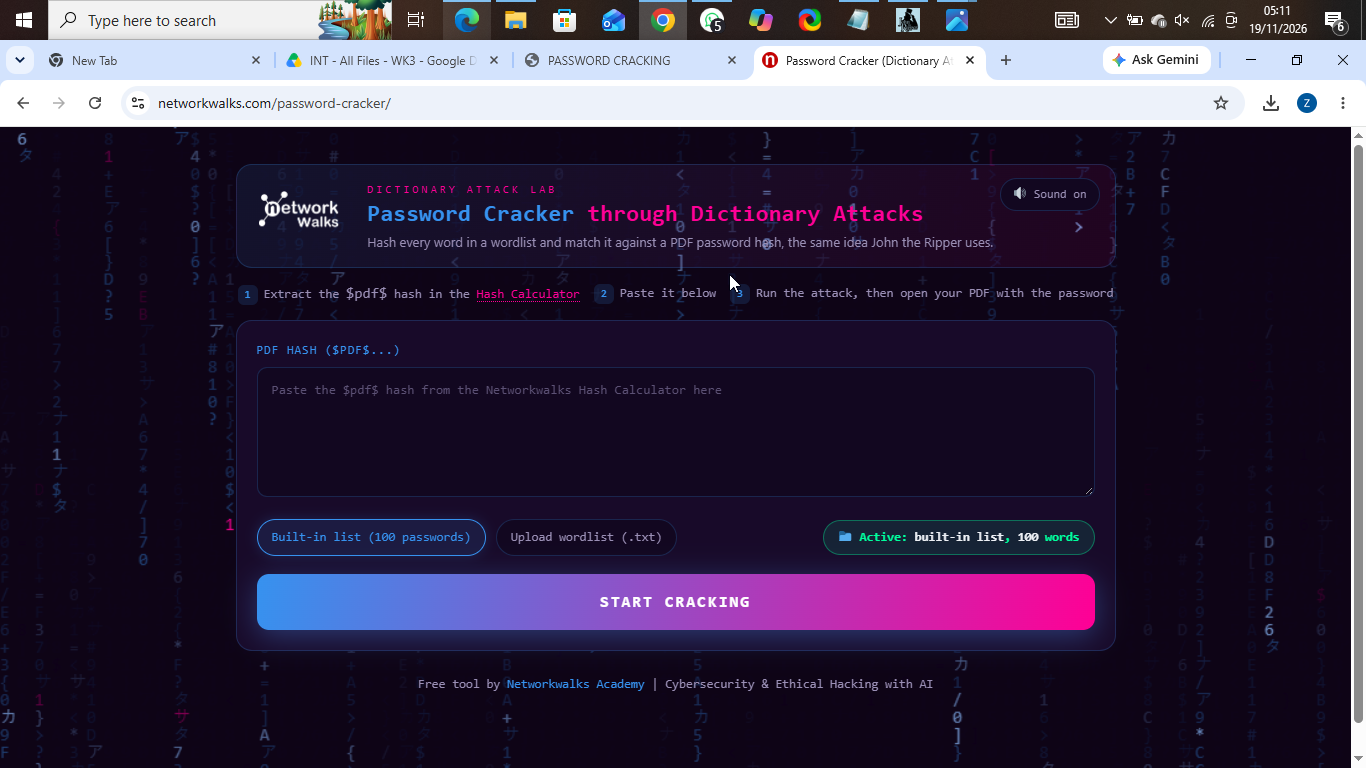 Type here to search
05:11
19/11/2026
6
5
New Tab
INT - All Files - WK3 - Google D
PASSWORD CRACKING
Password Cracker (Dictionary A
Ask Gemini
networkwalks.com/password-cracker/
Z
network
Walks
DICTIONARY ATTACK LAB
Sound on
Password Cracker through Dictionary Attacks
Hash every word in a wordlist and match it against a PDF password hash, the same idea John the Ripper uses.
1 Extract the $pdf$ hash in the Hash Calculator 2 Paste it below 3 Run the attack, then open your PDF with the password
PDF HASH ($PDF$...)
Paste the $pdf$ hash from the Networkwalks Hash Calculator here
Built-in list (100 passwords) Upload wordlist (.txt) Active: built-in list, 100 words
START CRACKING
Free tool by Networkwalks Academy | Cybersecurity & Ethical Hacking with AI